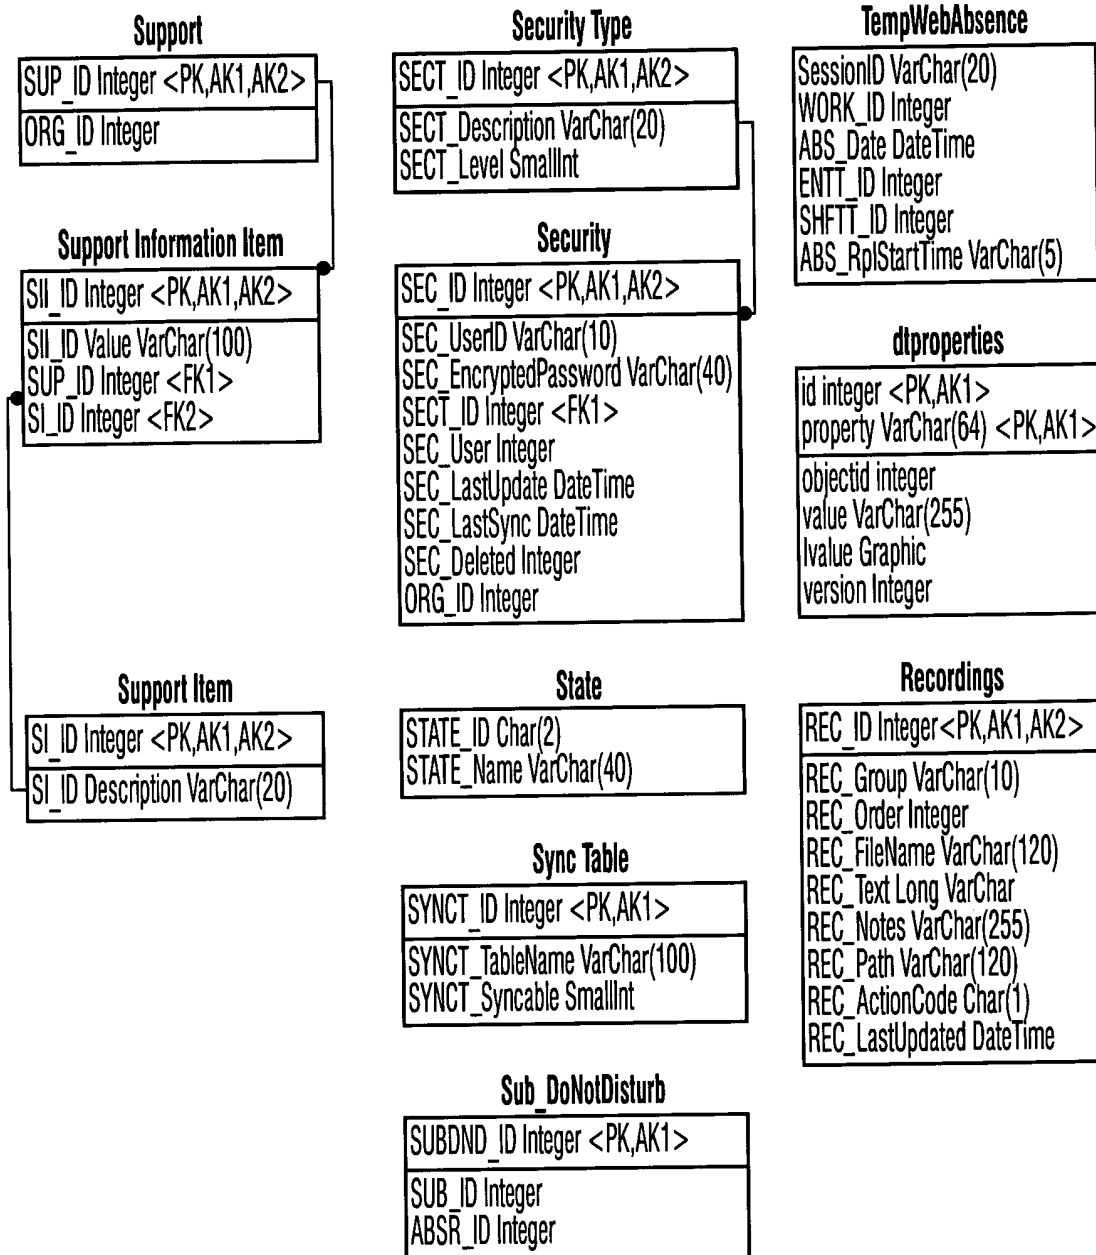 Support
SUP_ID Integer <PK,AK1,AK2>
ORG_ID Integer
Support Information Item
SII_ID Integer <PK,AK1,AK2>
SII_ID Value VarChar(100)
SUP_ID Integer <FK1>
SI_ID Integer <FK2>
Support Item
SI_ID Integer <PK,AK1,AK2>
SI_ID Description VarChar(20)
Security Type
SECT_ID Integer <PK,AK1,AK2>
SECT_Description VarChar(20)
SECT_Level SmallInt
Security
SEC_ID Integer <PK,AK1,AK2>
SEC_UserID VarChar(10)
SEC_EncryptedPassword VarChar(40)
SECT_ID Integer <FK1>
SEC_User Integer
SEC_LastUpdate DateTime
SEC_LastSync DateTime
SEC_Deleted Integer
ORG_ID Integer
State
STATE_ID Char(2)
STATE_Name VarChar(40)
Sync Table
SYNCT_ID Integer <PK,AK1>
SYNCT_TableName VarChar(100)
SYNCT_Syncable SmallInt
Sub_DoNotDisturb
SUBDND_ID Integer <PK,AK1>
SUB_ID Integer
ABSR_ID Integer
TempWebAbsence
SessionID VarChar(20)
WORK_ID Integer
ABS_Date DateTime
ENTT_ID Integer
SHFTT_ID Integer
ABS_RplStartTime VarChar(5)
dtproperties
id integer <PK,AK1>
property VarChar(64) <PK,AK1>
objectid integer
value VarChar(255)
lvalue Graphic
version Integer
Recordings
REC_ID Integer<PK,AK1,AK2>
REC_Group VarChar(10)
REC_Order Integer
REC_FileName VarChar(120)
REC_Text Long VarChar
REC_Notes VarChar(255)
REC_Path VarChar(120)
REC_ActionCode Char(1)
REC_LastUpdated DateTime